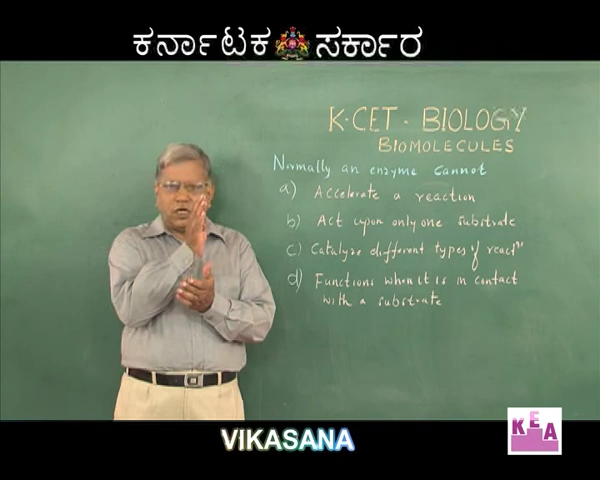 ಕರ್ನಾಟಕ ಸರ್ಕಾರ
K-CET - BIOLOGY
BIOMOLECULES
Normally an enzyme cannot
a) Accelerate a reaction
b) Act upon only one substrate
c) Catalyze different types of reactn
d) Functions when it is in contact
with a substrate
VIKASANA
KEA